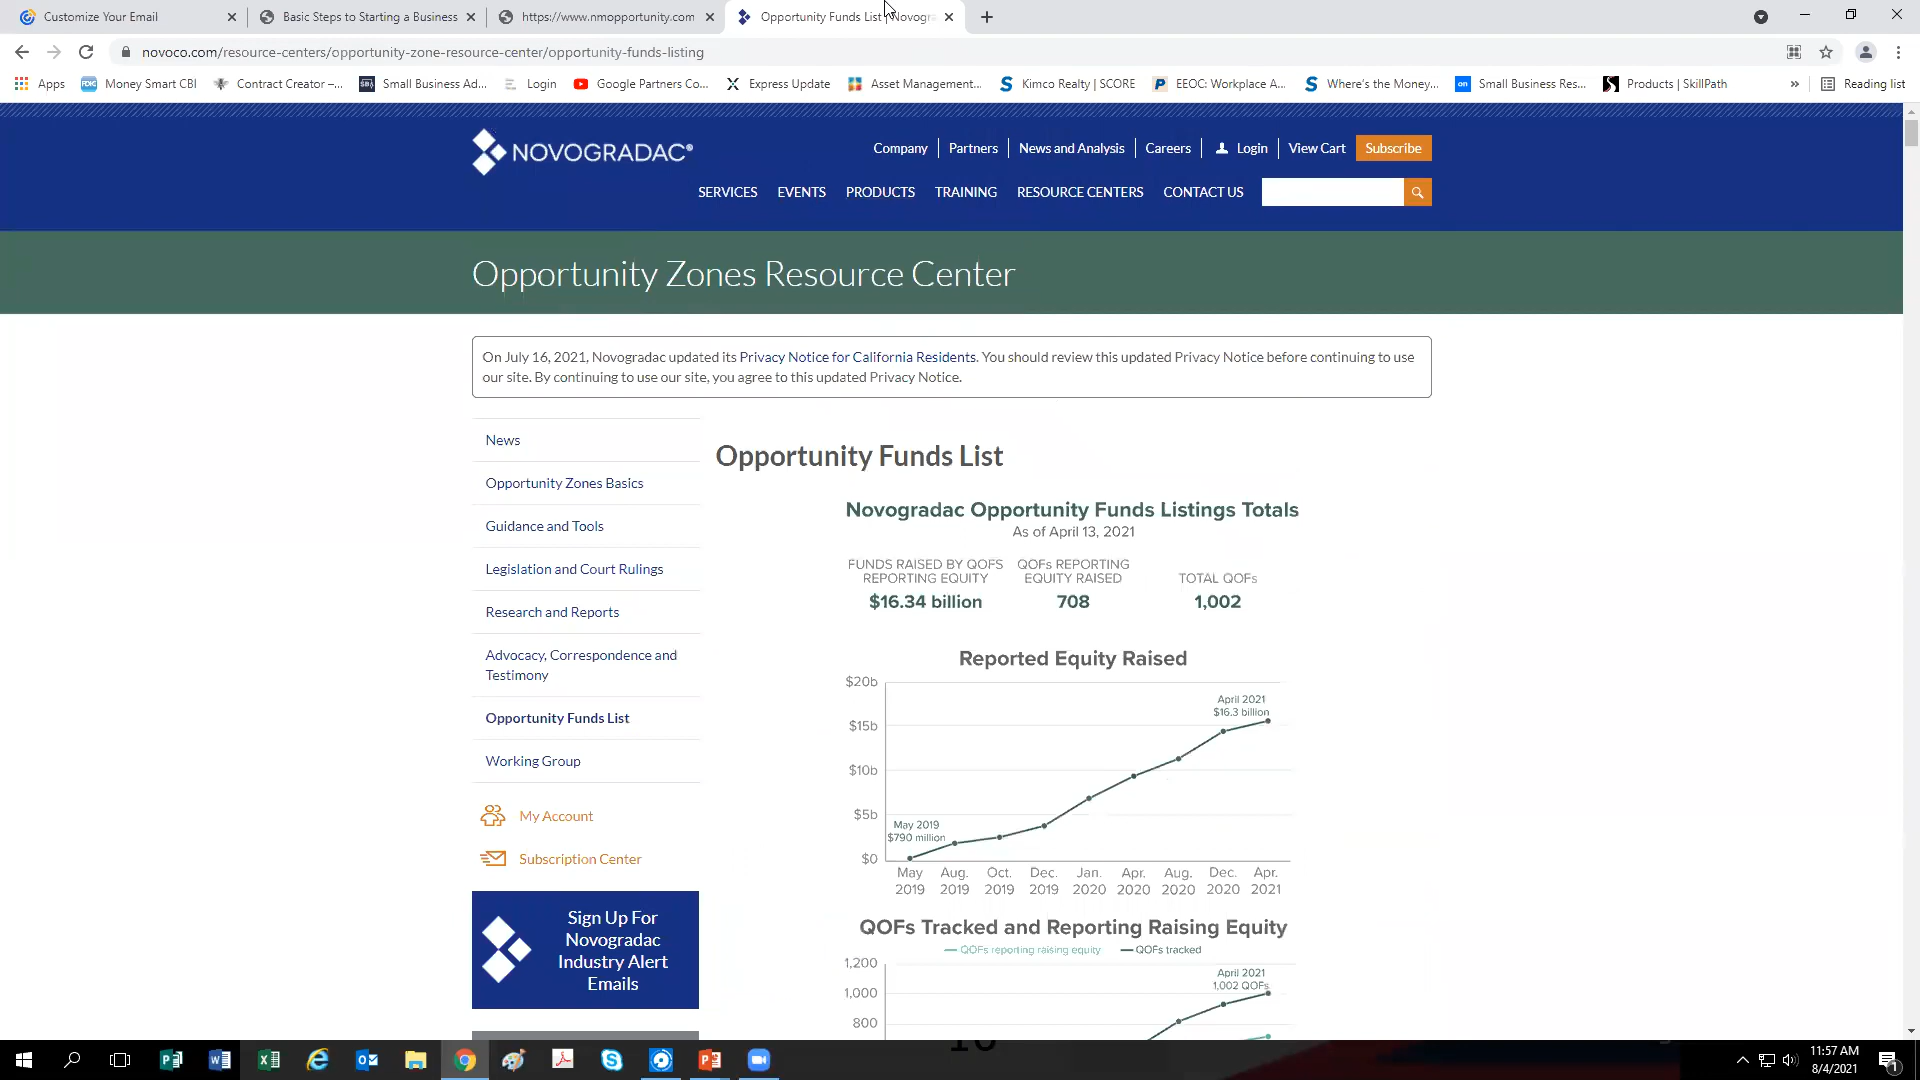 Customize Your Email
Basic Steps to Starting a Business
https://www.nmopportunity.com
Opportunity Funds List | Novogr
novoco.com/resource-centers/opportunity-zone-resource-center/opportunity-funds-listing
Apps
Money Smart CBI
Contract Creator –...
Small Business Ad...
Login
Google Partners Co...
Express Update
Asset Management...
Kimco Realty | SCORE
EEOC: Workplace A...
Where's the Money...
Small Business Res...
Products | SkillPath
»
Reading list
NOVOGRADAC®
Company
Partners
News and Analysis
Careers
Login
View Cart
Subscribe
SERVICES
EVENTS
PRODUCTS
TRAINING
RESOURCE CENTERS
CONTACT US
Opportunity Zones Resource Center
On July 16, 2021, Novogradac updated its Privacy Notice for California Residents. You should review this updated Privacy Notice before continuing to use
our site. By continuing to use our site, you agree to this updated Privacy Notice.
News
Opportunity Zones Basics
Guidance and Tools
Legislation and Court Rulings
Research and Reports
Advocacy, Correspondence and
Testimony
Opportunity Funds List
Working Group
My Account
Subscription Center
Sign Up For
Novogradac
Industry Alert
Emails
Opportunity Funds List
Novogradac Opportunity Funds Listings Totals
As of April 13, 2021
FUNDS RAISED BY QOFS
REPORTING EQUITY
$16.34 billion
QOFs REPORTING
EQUITY RAISED
708
TOTAL QOFs
1,002
Reported Equity Raised
$20b
$15b
$10b
$5b
$0
April 2021
$16.3 billion
May 2019
$790 million
May 2019
Aug. 2019
Oct. 2019
Dec. 2019
Jan. 2020
Apr. 2020
Aug. 2020
Dec. 2020
Apr. 2021
QOFs Tracked and Reporting Raising Equity
QOFs reporting raising equity
QOFs tracked
1,200
1,000
800
April 2021
1,002 QOFs
11:57 AM
8/4/2021